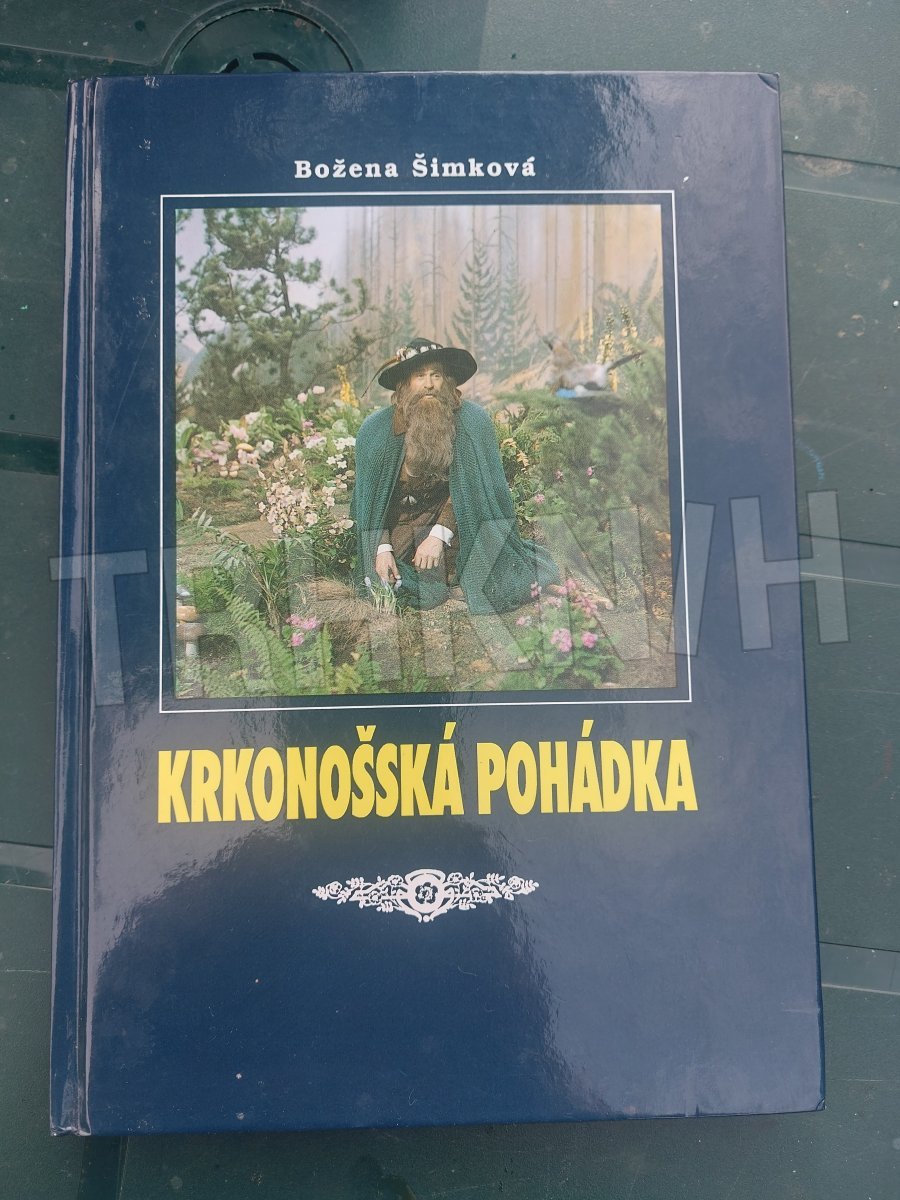 Božena Šimková
KRKONOŠSKÁ POHÁDKA